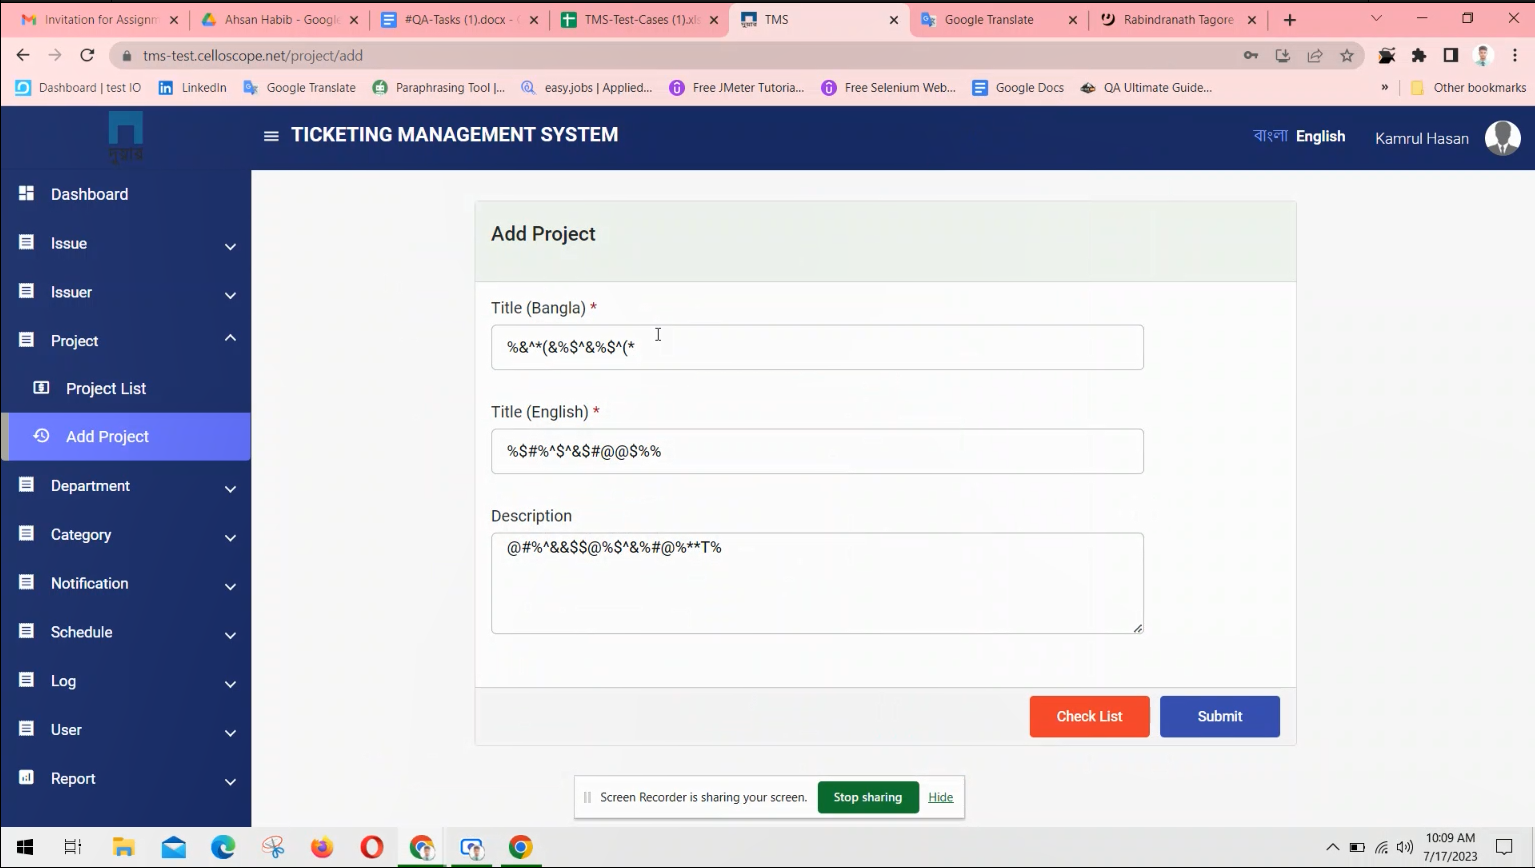 Invitation for Assignm
Ahsan Habib - Google
#QA-Tasks (1).docx -
TMS-Test-Cases (1).xls
TMS
Google Translate
Rabindranath Tagore
tms-test.celloscope.net/project/add
Dashboard | test IO
LinkedIn
Google Translate
Paraphrasing Tool |...
easy.jobs | Applied...
Free JMeter Tutoria...
Free Selenium Web...
Google Docs
QA Ultimate Guide...
»
Other bookmarks
TICKETING MANAGEMENT SYSTEM
বাংলা English
Kamrul Hasan
Dashboard
Issue
Issuer
Project
Project List
Add Project
Department
Category
Notification
Schedule
Log
User
Report
Add Project
Title (Bangla) *
%&^*(&%$^&%$^(*
Title (English) *
%$#%^$^&$#@@$%%
Description
@#%^&&$$@%$^&%#@%**T%
Check List
Submit
Screen Recorder is sharing your screen.
Stop sharing
Hide
10:09 AM
7/17/2023